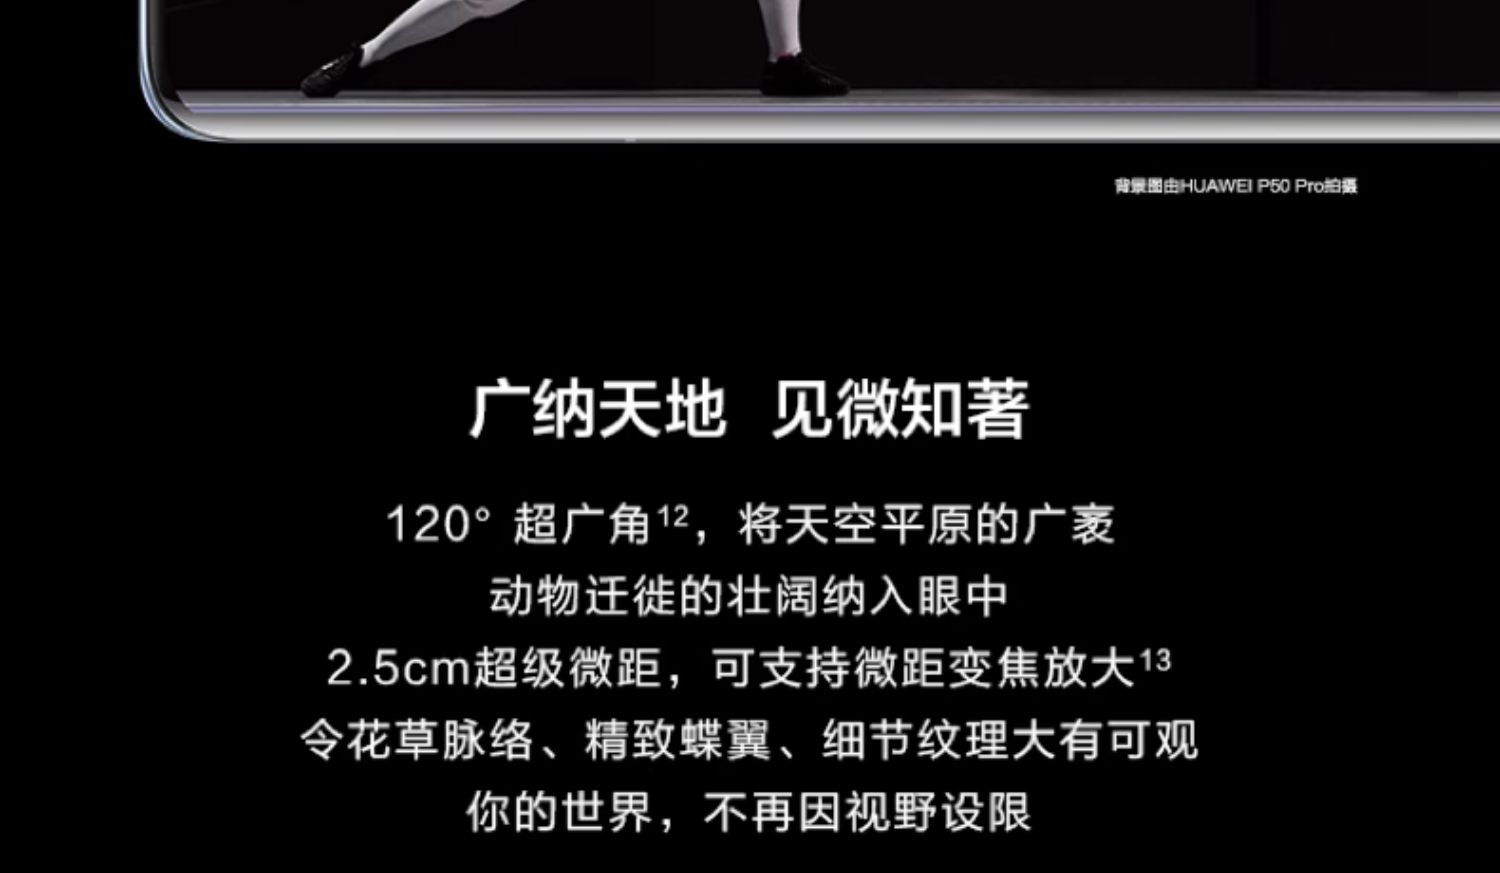 背景图由HUAWEI P50 Pro拍摄
广纳天地 见微知著
120° 超广角¹²，将天空平原的广袤
动物迁徙的壮阔纳入眼中
2.5cm超级微距，可支持微距变焦放大¹³
令花草脉络、精致蝶翼、细节纹理大有可观
你的世界，不再因视野设限